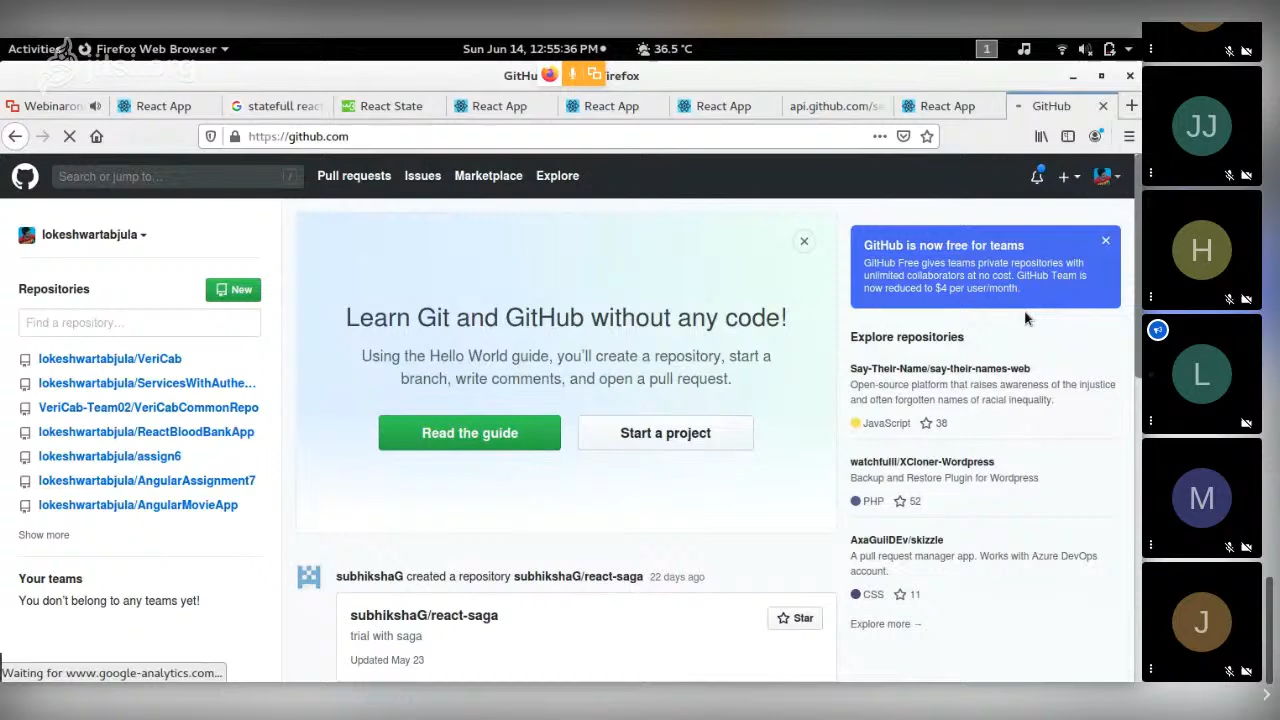 Activities
Firefox Web Browser
Sun Jun 14, 12:55:36 PM
36.5 °C
1
jitsi.org
GitHu
irefox
Webinaron
React App
statefull reac
React State
React App
React App
React App
api.github.com/se
React App
GitHub
https://github.com
Search or jump to…
/
Pull requests
Issues
Marketplace
Explore
lokeshwartabjula
Repositories
New
Find a repository…
lokeshwartabjula/VeriCab
lokeshwartabjula/ServicesWithAuthe…
VeriCab-Team02/VeriCabCommonRepo
lokeshwartabjula/ReactBloodBankApp
lokeshwartabjula/assign6
lokeshwartabjula/AngularAssignment7
lokeshwartabjula/AngularMovieApp
Show more
Your teams
You don't belong to any teams yet!
Waiting for www.google-analytics.com…
Learn Git and GitHub without any code!
Using the Hello World guide, you'll create a repository, start a
branch, write comments, and open a pull request.
Read the guide
Start a project
subhikshaG created a repository subhikshaG/react-saga 22 days ago
subhikshaG/react-saga
Star
trial with saga
Updated May 23
GitHub is now free for teams
GitHub Free gives teams private repositories with
unlimited collaborators at no cost. GitHub Team is
now reduced to $4 per user/month.
Explore repositories
Say-Their-Name/say-their-names-web
Open-source platform that raises awareness of the injustice
and often forgotten names of racial inequality.
JavaScript 38
watchfulli/XCloner-Wordpress
Backup and Restore Plugin for Wordpress
PHP 52
AxaGuilDEv/skizzle
A pull request manager app. Works with Azure DevOps
account.
CSS 11
Explore more →
JJ
H
L
M
J